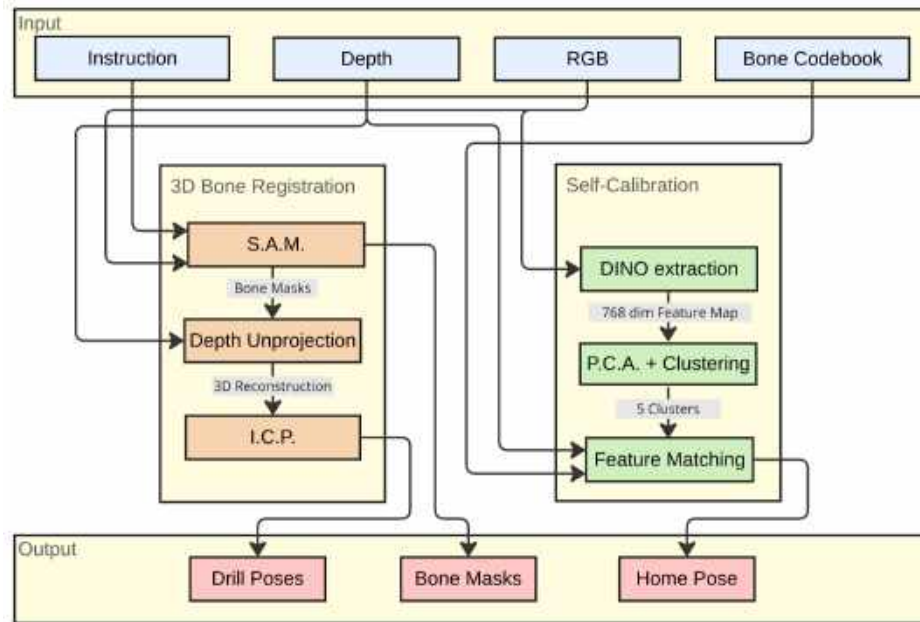 Input
Instruction
Depth
RGB
Bone Codebook
3D Bone Registration
S.A.M.
Bone Masks
Depth Unprojection
3D Reconstruction
I.C.P.
Self-Calibration
DINO extraction
768 dim Feature Map
P.C.A. + Clustering
5 Clusters
Feature Matching
Output
Drill Poses
Bone Masks
Home Pose